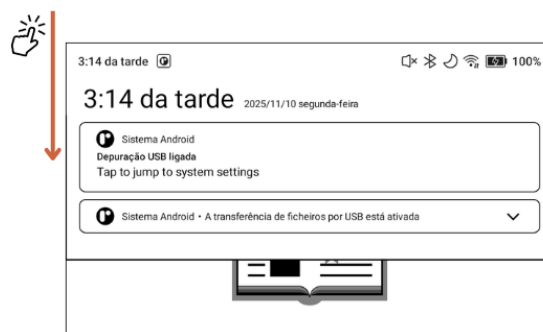 3:14 da tarde
100%
3:14 da tarde 2025/11/10 segunda-feira
Sistema Android
Depuração USB ligada
Tap to jump to system settings
Sistema Android • A transferência de ficheiros por USB está ativada